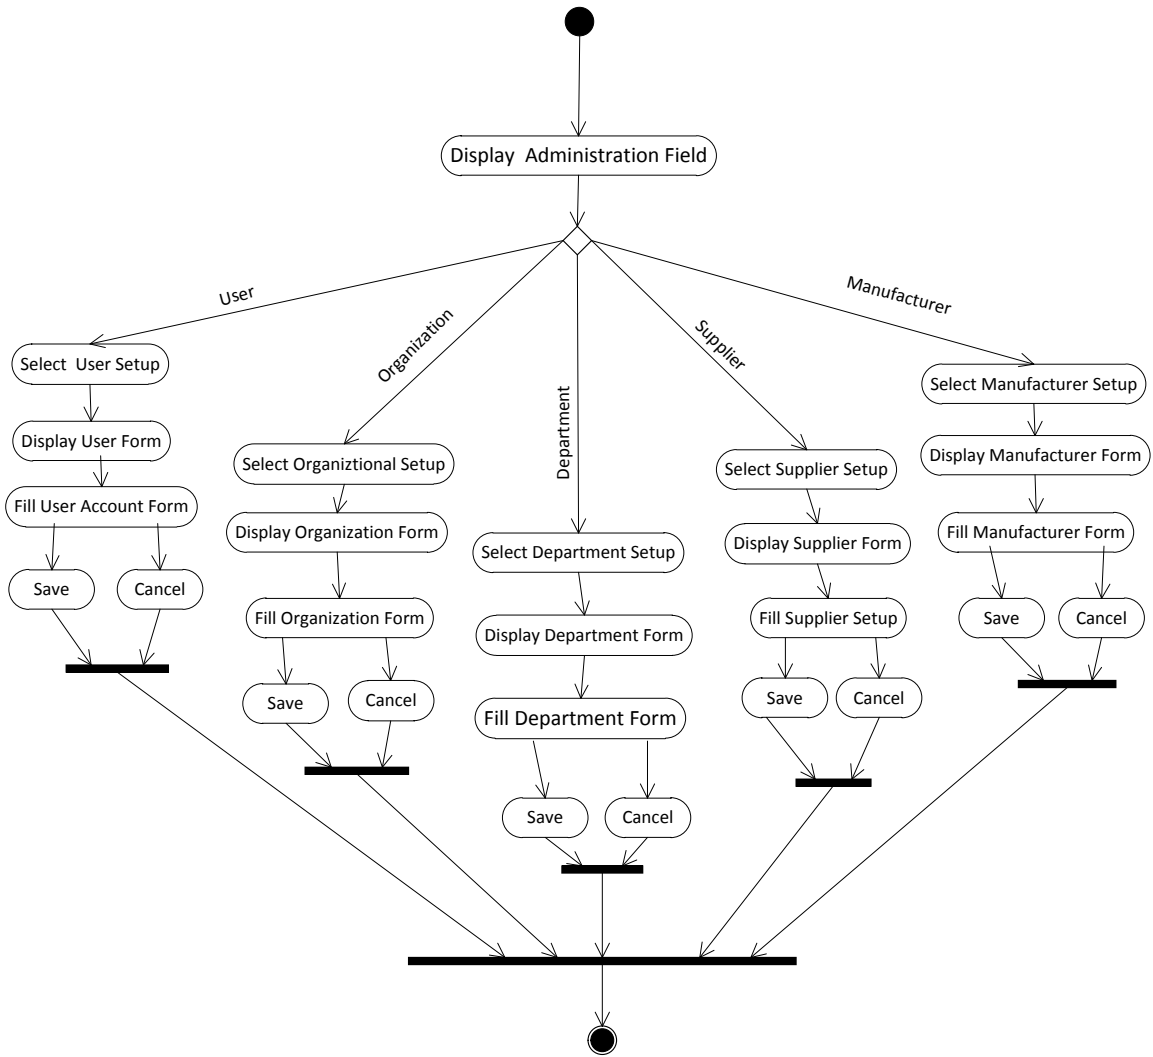 Display  Administration Field
User
Organization
Department
Supplier
Manufacturer
Select  User Setup
Display User Form
Fill User Account Form
Save
Cancel
Select Organiztional Setup
Display Organization Form
Fill Organization Form
Save
Cancel
Select Department Setup
Display Department Form
Fill Department Form
Save
Cancel
Select Supplier Setup
Display Supplier Form
Fill Supplier Setup
Save
Cancel
Select Manufacturer Setup
Display Manufacturer Form
Fill Manufacturer Form
Save
Cancel